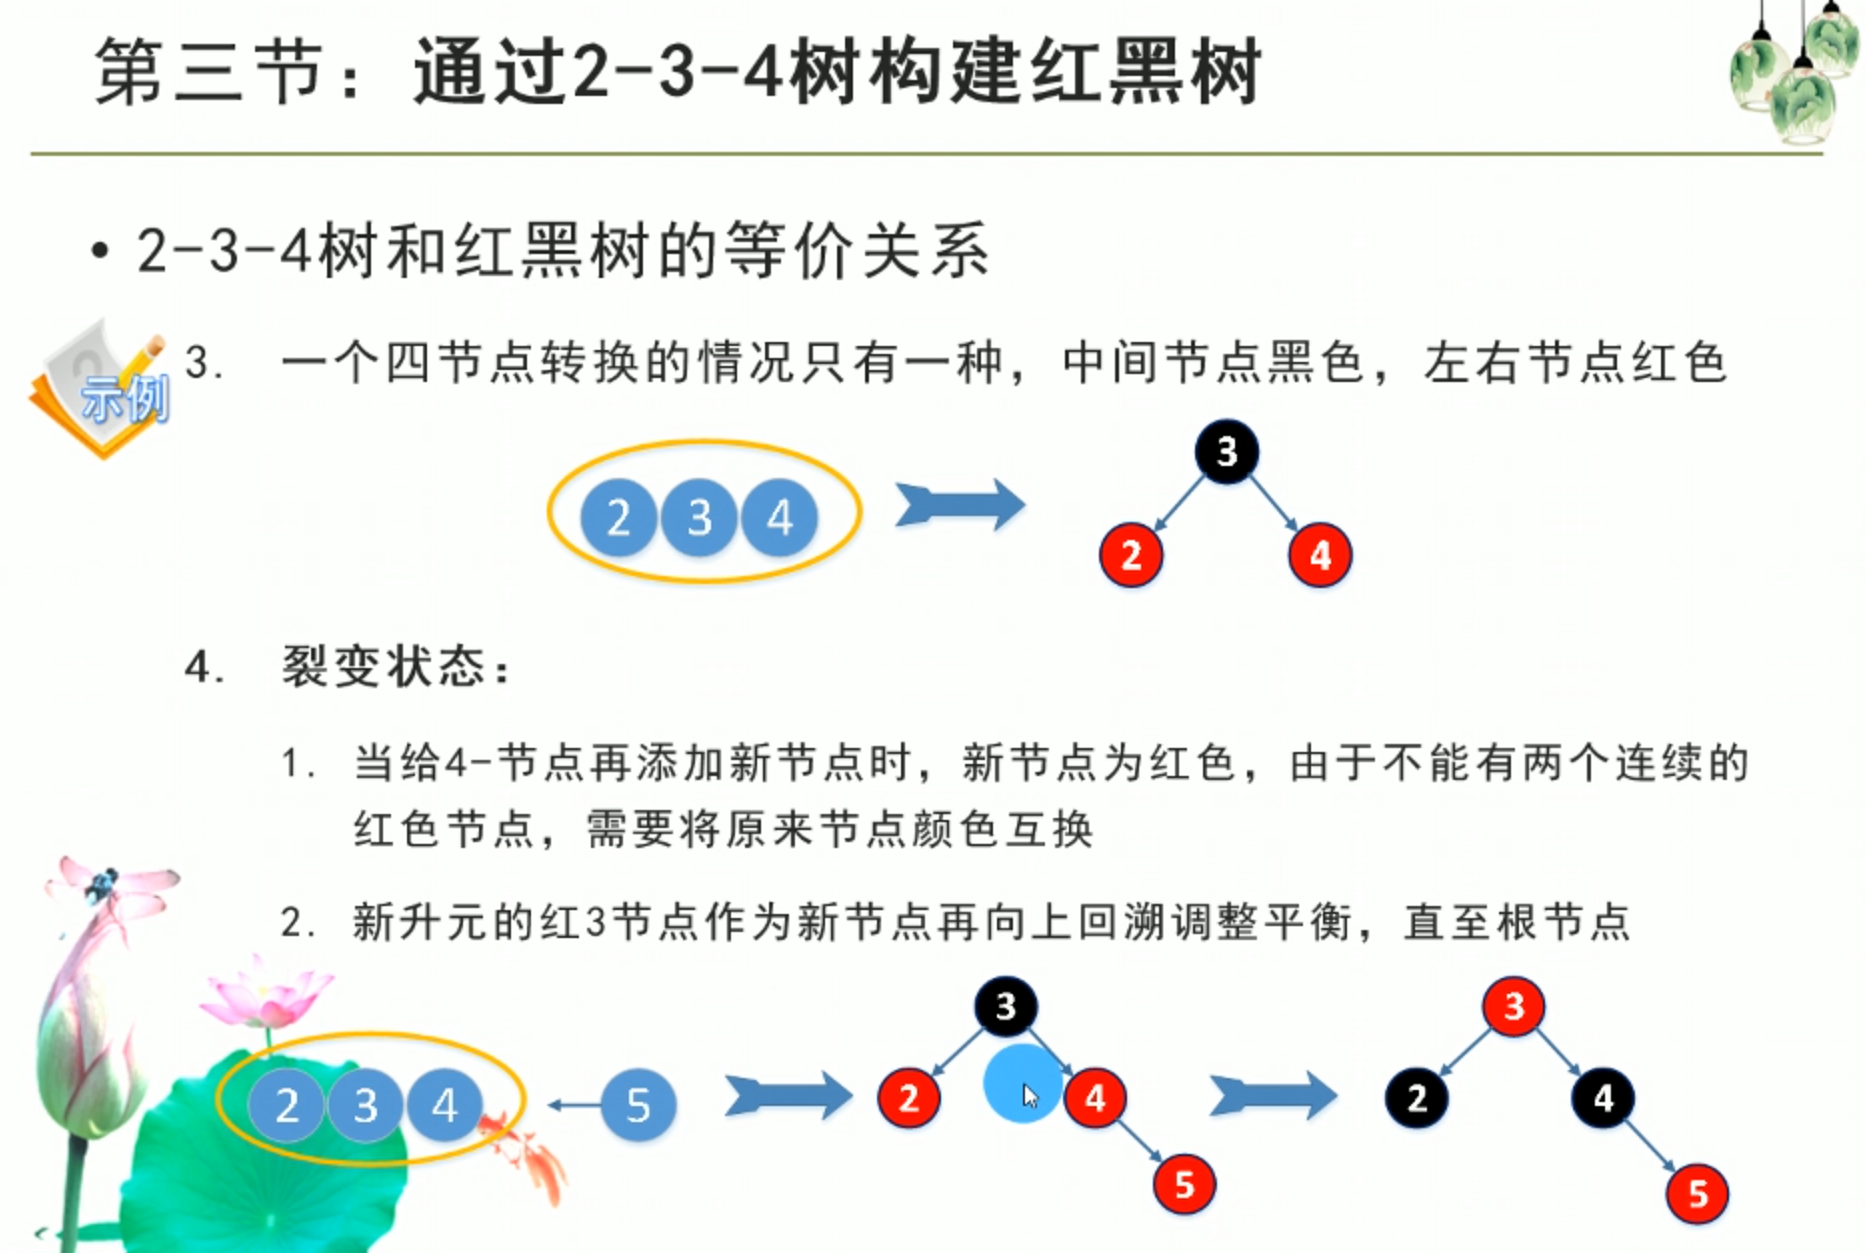 第三节：通过2-3-4树构建红黑树
• 2-3-4树和红黑树的等价关系
示例
3. 一个四节点转换的情况只有一种，中间节点黑色，左右节点红色
3
2 3 4
2 4
4. 裂变状态：
1. 当给4-节点再添加新节点时，新节点为红色，由于不能有两个连续的
红色节点，需要将原来节点颜色互换
2. 新升元的红3节点作为新节点再向上回溯调整平衡，直至根节点
3 3
2 3 4 5 2 4 2 4
5 5